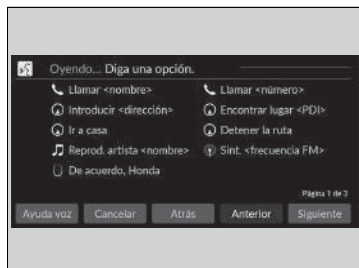 Oyendo... Diga una opción.
Llamar <nombre>
Llamar <número>
Introducir <dirección>
Encontrar lugar <PDI>
Ir a casa
Detener la ruta
Reprod. artista <nombre>
Sint. <frecuencia FM>
De acuerdo, Honda
Página 1 de 3
Ayuda voz Cancelar Atrás Anterior Siguiente